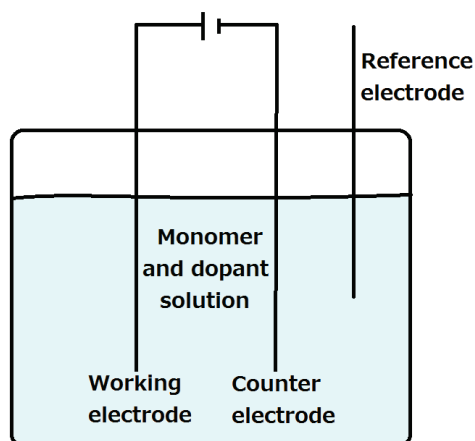 Reference
electrode
Monomer
and dopant
solution
Working
electrode
Counter
electrode